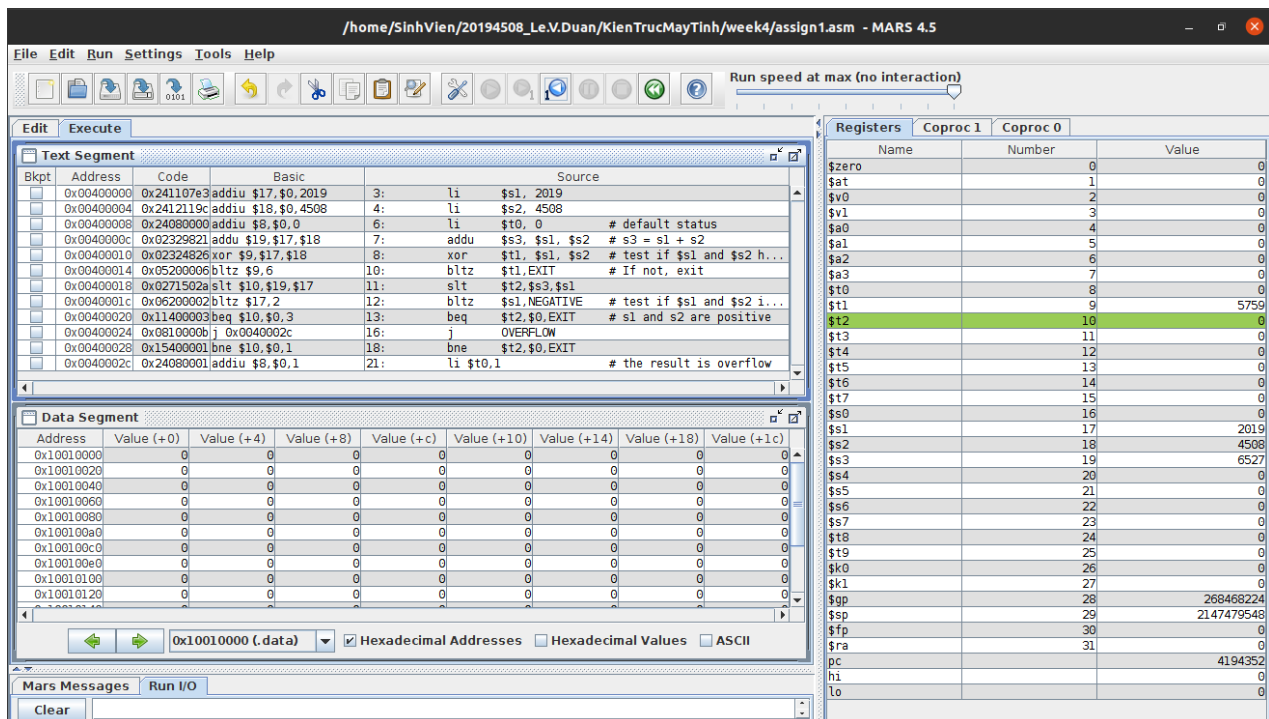 /home/SinhVien/20194508_Le.V.Duan/KienTrucMayTinh/week4/assign1.asm - MARS 4.5
File Edit Run Settings Tools Help
Run speed at max (no interaction)
Edit Execute
Text Segment
Bkpt Address Code Basic Source
0x00400000 0x241107e3 addiu $17,$0,2019 3: li $s1, 2019
0x00400004 0x2412119c addiu $18,$0,4508 4: li $s2, 4508
0x00400008 0x24080000 addiu $8,$0,0 6: li $t0, 0 # default status
0x0040000c 0x02329821 addu $19,$17,$18 7: addu $s3, $s1, $s2 # s3 = s1 + s2
0x00400010 0x02324826 xor $9,$17,$18 8: xor $t1, $s1, $s2 # test if $s1 and $s2 h...
0x00400014 0x05200006 bltz $9,6 10: bltz $t1,EXIT # If not, exit
0x00400018 0x0271502a slt $10,$19,$17 11: slt $t2,$s3,$s1
0x0040001c 0x06200002 bltz $17,2 12: bltz $s1,NEGATIVE # test if $s1 and $s2 i...
0x00400020 0x11400003 beq $10,$0,3 13: beq $t2,$0,EXIT # s1 and s2 are positive
0x00400024 0x0810000b j 0x0040002c 16: j OVERFLOW
0x00400028 0x15400001 bne $10,$0,1 18: bne $t2,$0,EXIT
0x0040002c 0x24080001 addiu $8,$0,1 21: li $t0,1 # the result is overflow
Data Segment
Address Value (+0) Value (+4) Value (+8) Value (+c) Value (+10) Value (+14) Value (+18) Value (+1c)
0x10010000 0 0 0 0 0 0 0 0
0x10010020 0 0 0 0 0 0 0 0
0x10010040 0 0 0 0 0 0 0 0
0x10010060 0 0 0 0 0 0 0 0
0x10010080 0 0 0 0 0 0 0 0
0x100100a0 0 0 0 0 0 0 0 0
0x100100c0 0 0 0 0 0 0 0 0
0x100100e0 0 0 0 0 0 0 0 0
0x10010100 0 0 0 0 0 0 0 0
0x10010120 0 0 0 0 0 0 0 0
0x10010000 (.data) Hexadecimal Addresses Hexadecimal Values ASCII
Mars Messages Run I/O
Clear
Registers Coproc 1 Coproc 0
Name Number Value
$zero 0 0
$at 1 0
$v0 2 0
$v1 3 0
$a0 4 0
$a1 5 0
$a2 6 0
$a3 7 0
$t0 8 0
$t1 9 5759
$t2 10 0
$t3 11 0
$t4 12 0
$t5 13 0
$t6 14 0
$t7 15 0
$s0 16 0
$s1 17 2019
$s2 18 4508
$s3 19 6527
$s4 20 0
$s5 21 0
$s6 22 0
$s7 23 0
$t8 24 0
$t9 25 0
$k0 26 0
$k1 27 0
$gp 28 268468224
$sp 29 2147479548
$fp 30 0
$ra 31 0
pc 4194352
hi 0
lo 0